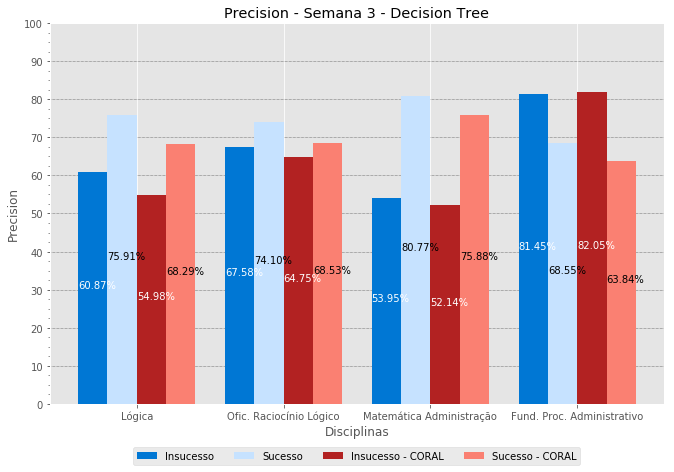 Precision - Semana 3 - Decision Tree
Precision
100
90
80
70
60
50
40
30
20
10
0
60.87%
75.91%
54.98%
68.29%
67.58%
74.10%
64.75%
68.53%
53.95%
80.77%
52.14%
75.88%
81.45%
68.55%
82.05%
63.84%
Lógica
Ofic. Raciocínio Lógico
Matemática Administração
Fund. Proc. Administrativo
Disciplinas
Insucesso
Sucesso
Insucesso - CORAL
Sucesso - CORAL